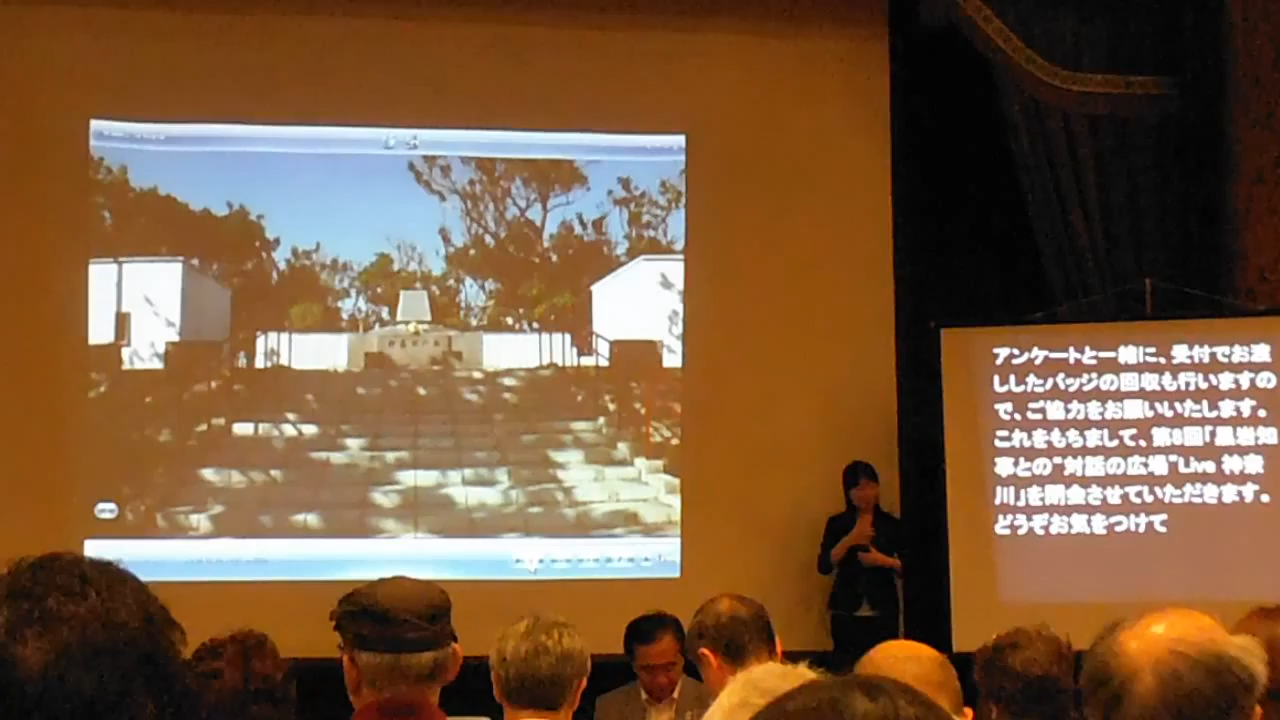 アンケートと一緒に、受付でお渡
ししたバッジの回収も行いますの
で、ご協力をお願いいたします。
これをもちまして、第8回「黒岩知
事との“対話の広場”Live 神奈
川」を閉会させていただきます。
どうぞお気をつけて